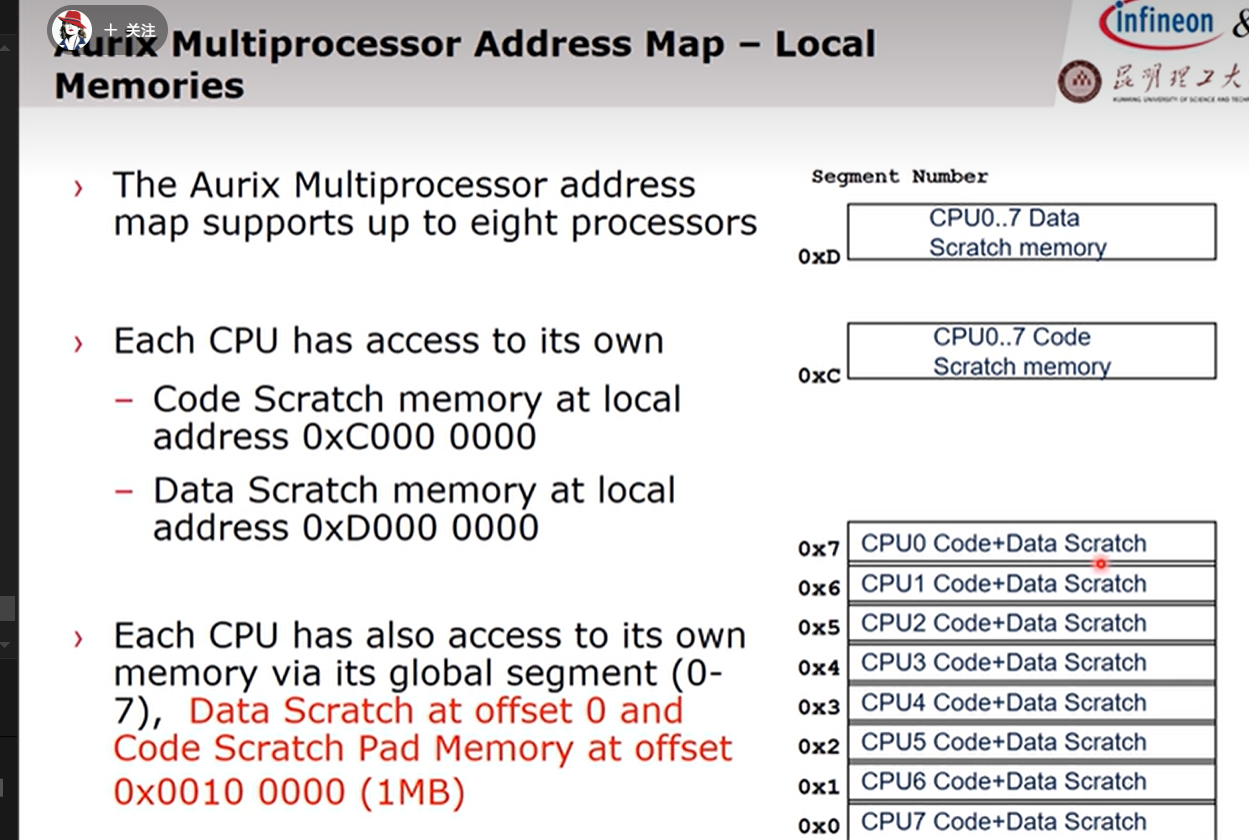 + 关注
Aurix Multiprocessor Address Map – Local
Memories
infineon &
昆明理工大
KUNMING UNIVERSITY OF SCIENCE AND TECH
› The Aurix Multiprocessor address
map supports up to eight processors
› Each CPU has access to its own
– Code Scratch memory at local
address 0xC000 0000
– Data Scratch memory at local
address 0xD000 0000
› Each CPU has also access to its own
memory via its global segment (0-
7), Data Scratch at offset 0 and
Code Scratch Pad Memory at offset
0x0010 0000 (1MB)
Segment Number
CPU0..7 Data
Scratch memory
0xD
CPU0..7 Code
Scratch memory
0xC
0x7 CPU0 Code+Data Scratch
0x6 CPU1 Code+Data Scratch
0x5 CPU2 Code+Data Scratch
0x4 CPU3 Code+Data Scratch
0x3 CPU4 Code+Data Scratch
0x2 CPU5 Code+Data Scratch
0x1 CPU6 Code+Data Scratch
0x0 CPU7 Code+Data Scratch